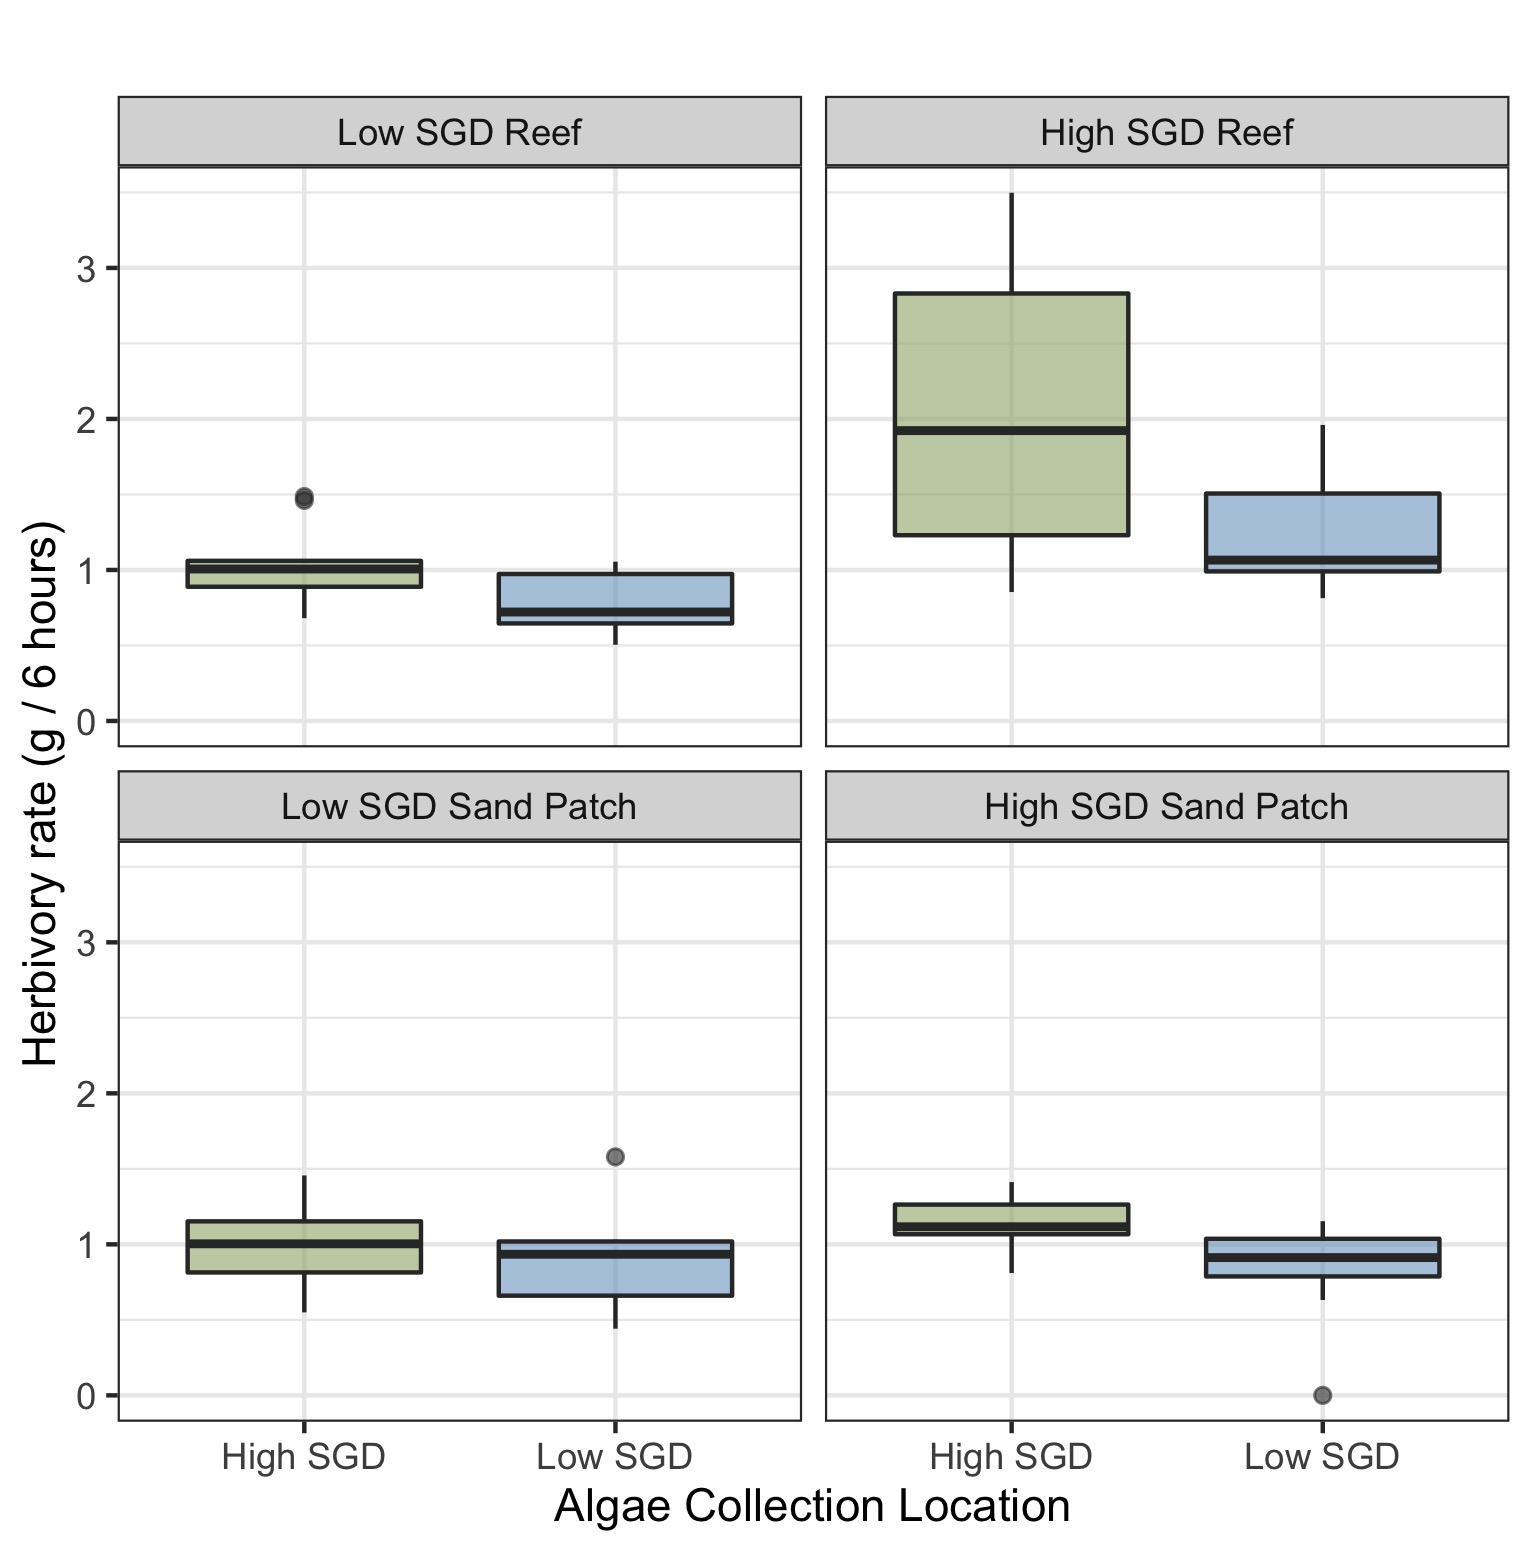 Low SGD Reef
High SGD Reef
3
2
1
0
Low SGD Sand Patch
High SGD Sand Patch
3
2
1
0
Herbivory rate (g / 6 hours)
High SGD
Low SGD
High SGD
Low SGD
Algae Collection Location